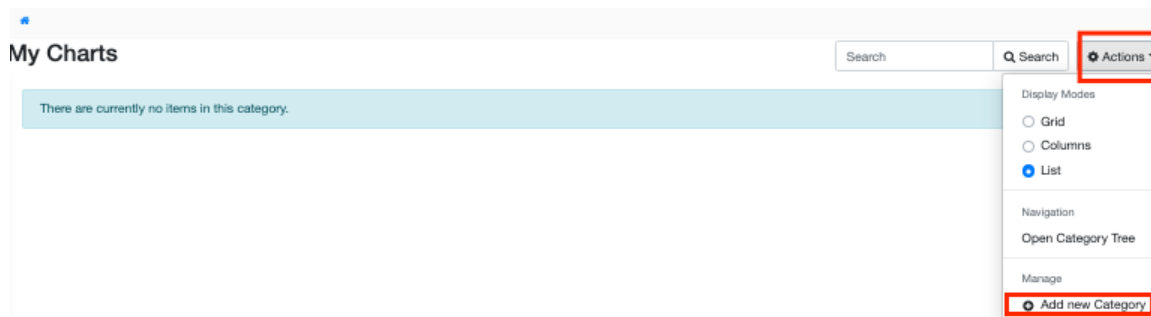 My Charts
Search
Search
Actions
There are currently no items in this category.
Display Modes
Grid
Columns
List
Navigation
Open Category Tree
Manage
Add new Category